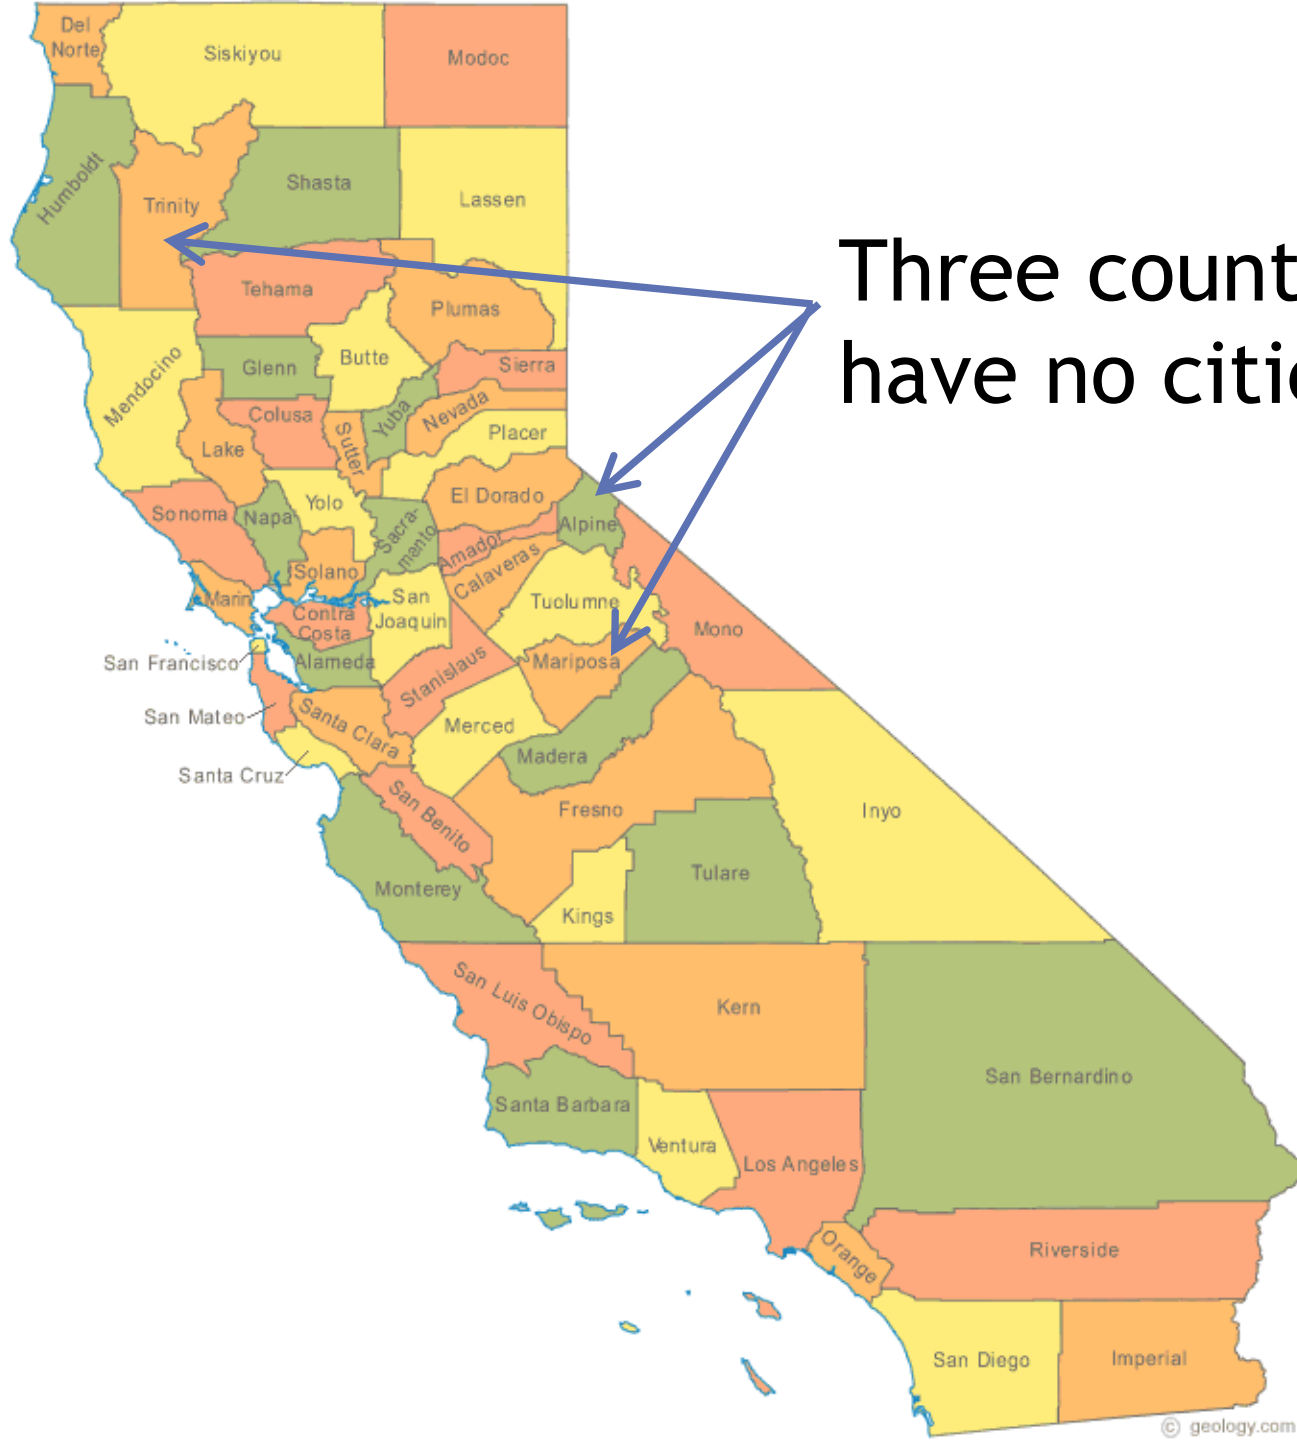 Del
Norte
Siskiyou
Modoc
Humboldt
Trinity
Shasta
Lassen
Three count
have no citi
Tehama
Plumas
Mendocino
Glenn
Butte
Sierra
Colusa
Yuba
Nevada
Lake
Sutter
Placer
Sonoma
Napa
Yolo
Sacra-
mento
El Dorado
Alpine
Amador
Solano
Calaveras
Marin
Contra
Costa
San
Joaquin
Tuolumne
Mono
San Francisco
Alameda
Stanislaus
Mariposa
San Mateo
Santa Clara
Merced
Madera
Santa Cruz
San Benito
Fresno
Inyo
Monterey
Kings
Tulare
San Luis Obispo
Kern
San Bernardino
Santa Barbara
Ventura
Los Angeles
Orange
Riverside
San Diego
Imperial
© geology.com